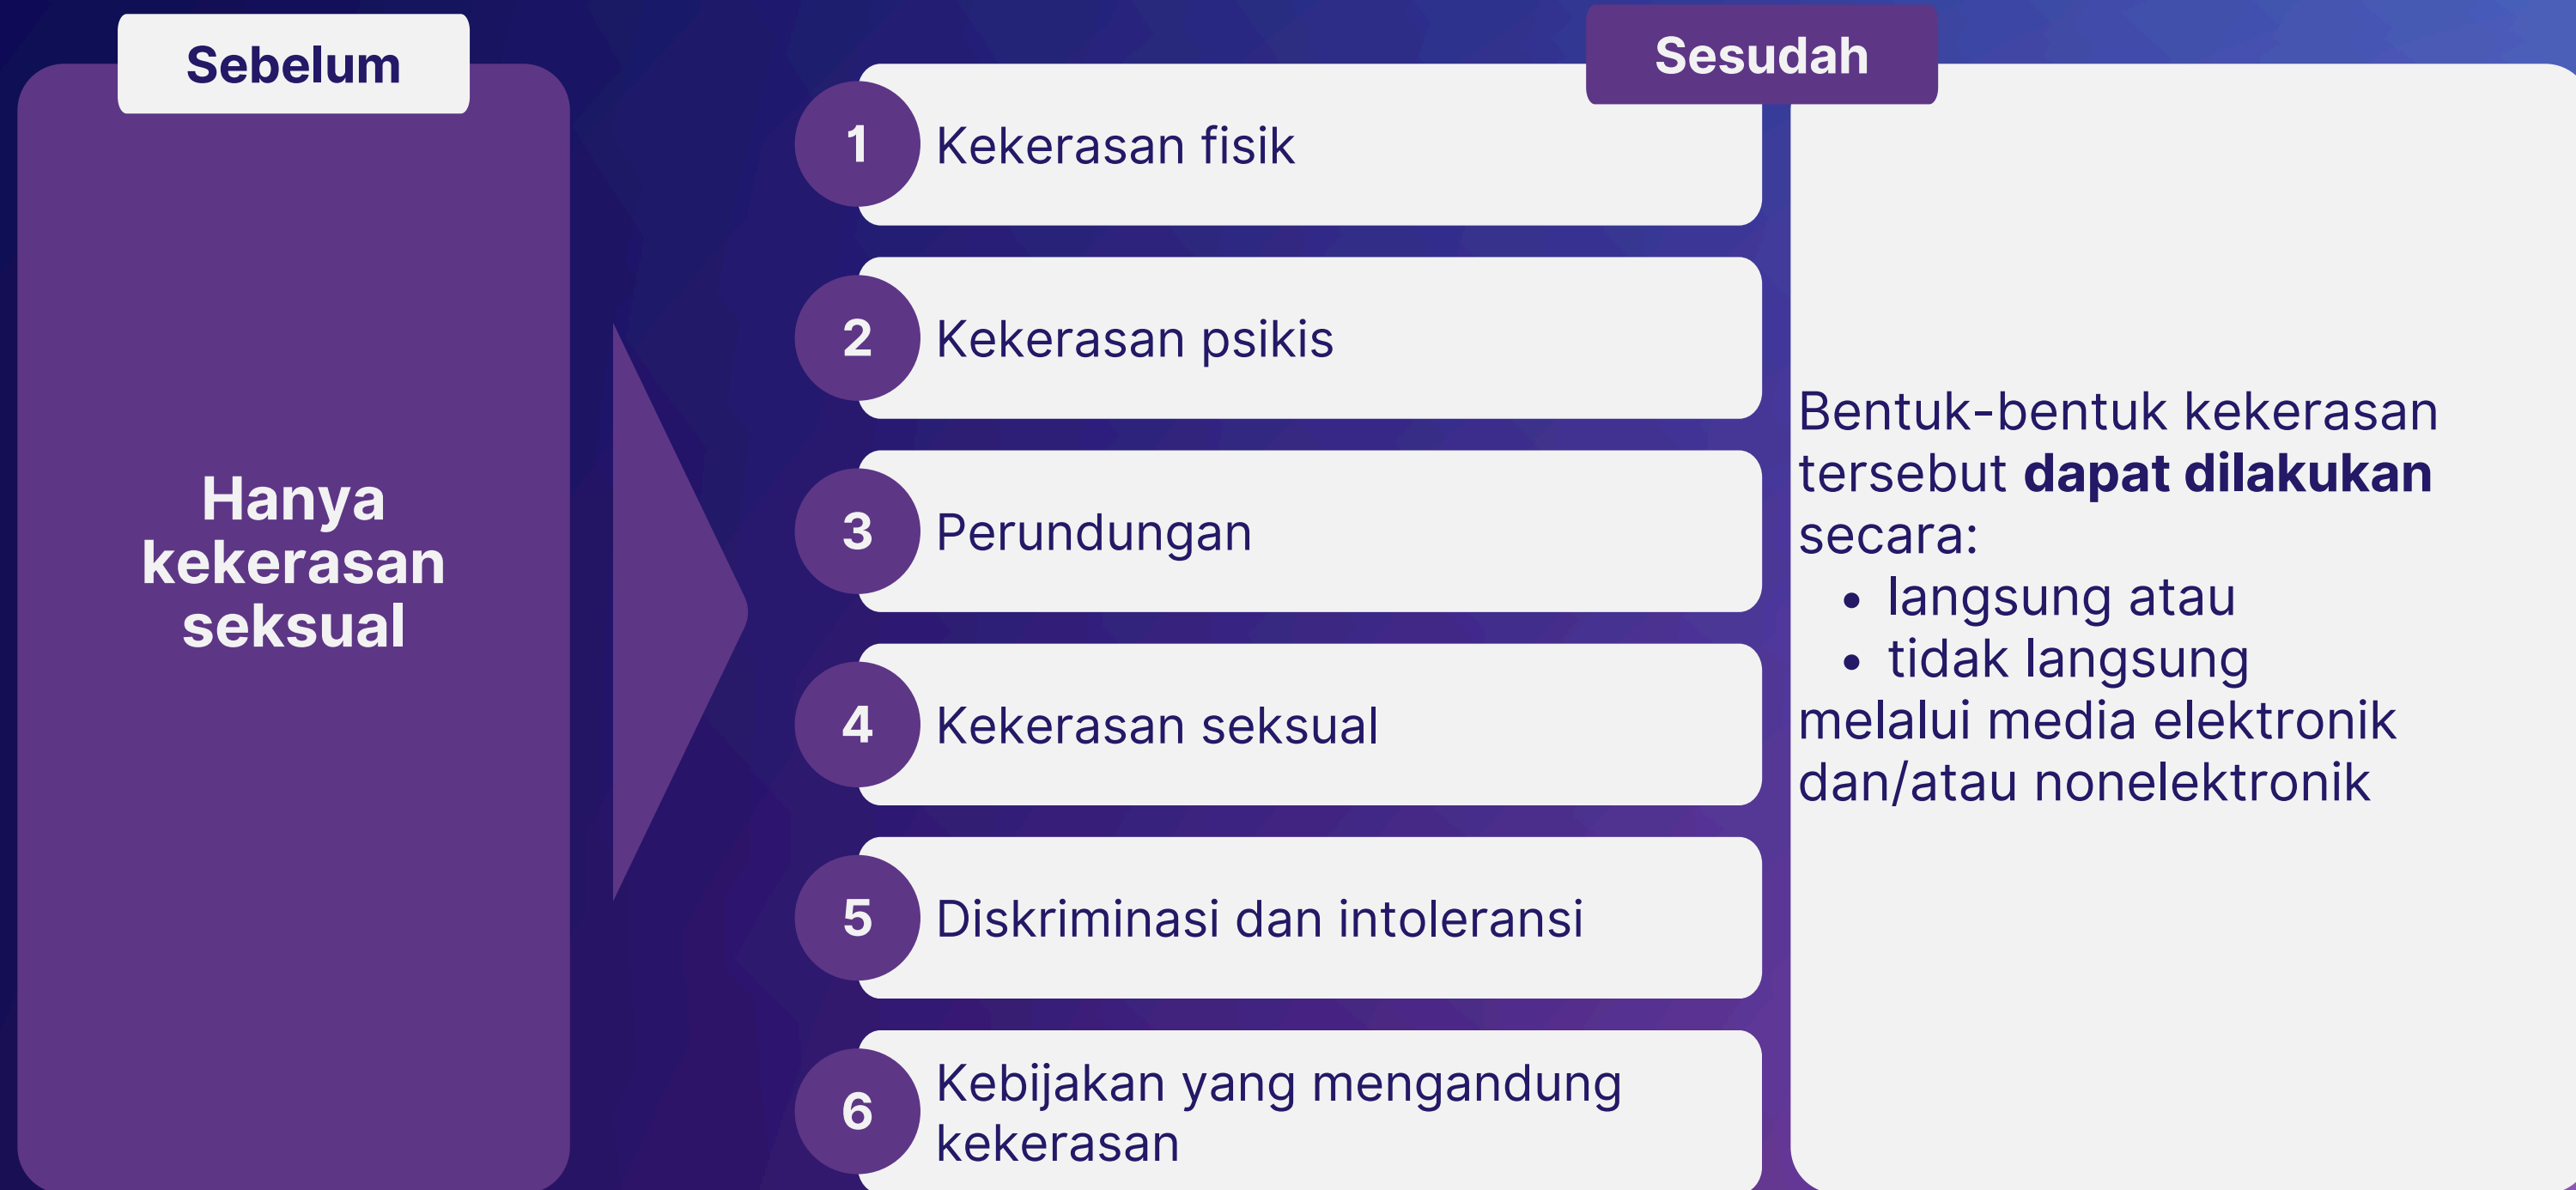 Sebelum
Hanya
kekerasan
seksual
Sesudah
1 Kekerasan fisik
2 Kekerasan psikis
3 Perundungan
4 Kekerasan seksual
5 Diskriminasi dan intoleransi
6 Kebijakan yang mengandung
kekerasan
Bentuk-bentuk kekerasan
tersebut dapat dilakukan
secara:
• langsung atau
• tidak langsung
melalui media elektronik
dan/atau nonelektronik